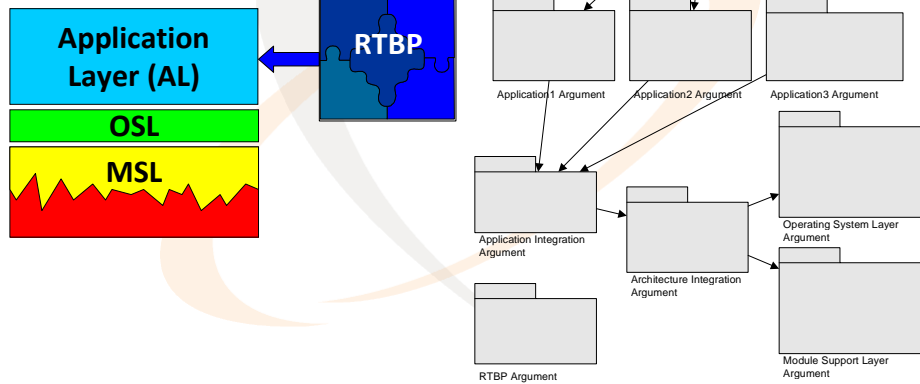 Application
Layer (AL)
RTBP
OSL
MSL
Application1 Argument
Application2 Argument
Application3 Argument
Application Integration
Argument
Architecture Integration
Argument
Operating System Layer
Argument
RTBP Argument
Module Support Layer
Argument